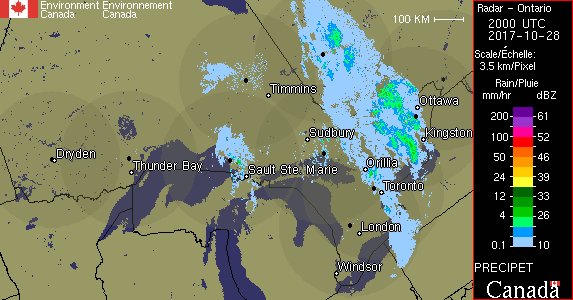 Environment Environnement
Canada Canada
100 KM
Timmins
Ottawa
Sudbury
Kingston
Dryden
Thunder Bay
Sault Ste. Marie
Orillia
Toronto
London
Windsor
Radar – Ontario
2000 UTC
2017-10-28
Scale/Échelle:
3.5 km/Pixel
Rain/Pluie
mm/hr dBZ
200 61
100 52
50 46
24 39
12 33
4 26
0.1 10
PRECIPET
Canada